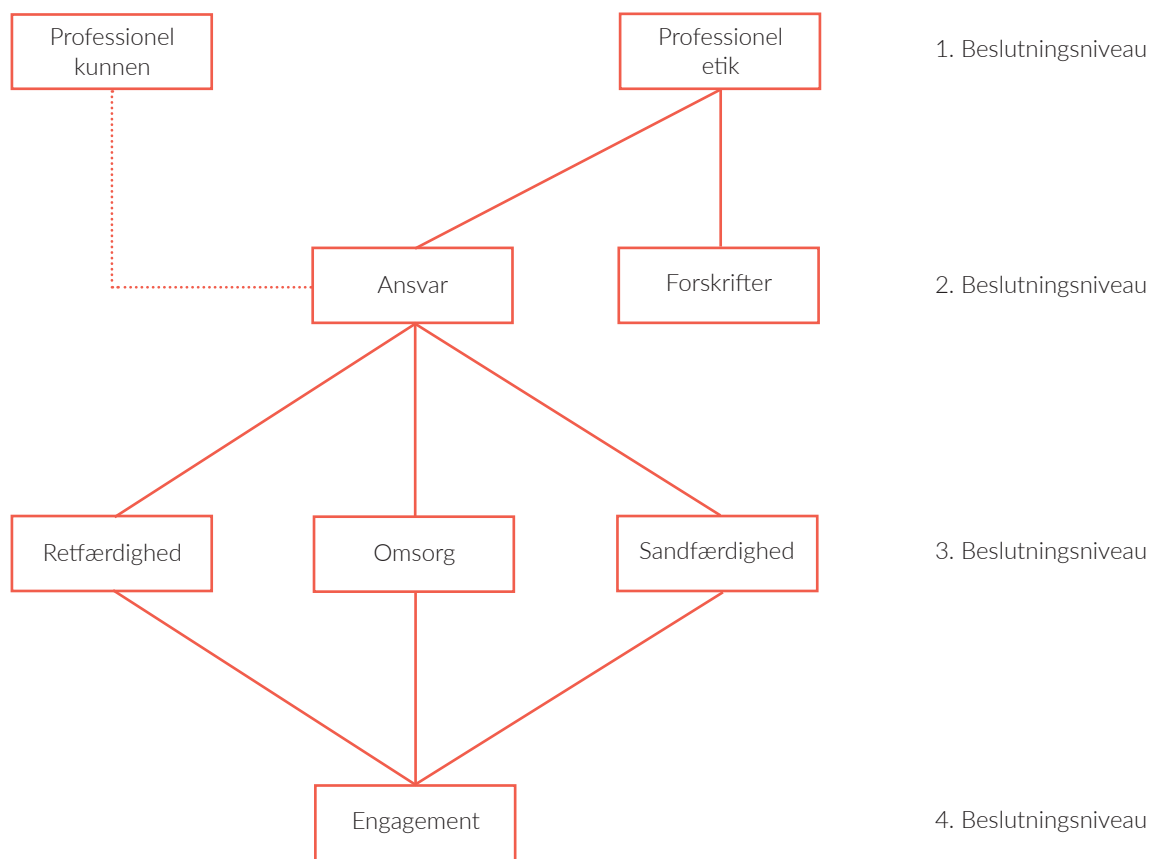 Professionel
kunnen
Professionel
etik
1. Beslutningsniveau
Ansvar
Forskrifter
2. Beslutningsniveau
Retfærdighed
Omsorg
Sandfærdighed
3. Beslutningsniveau
Engagement
4. Beslutningsniveau